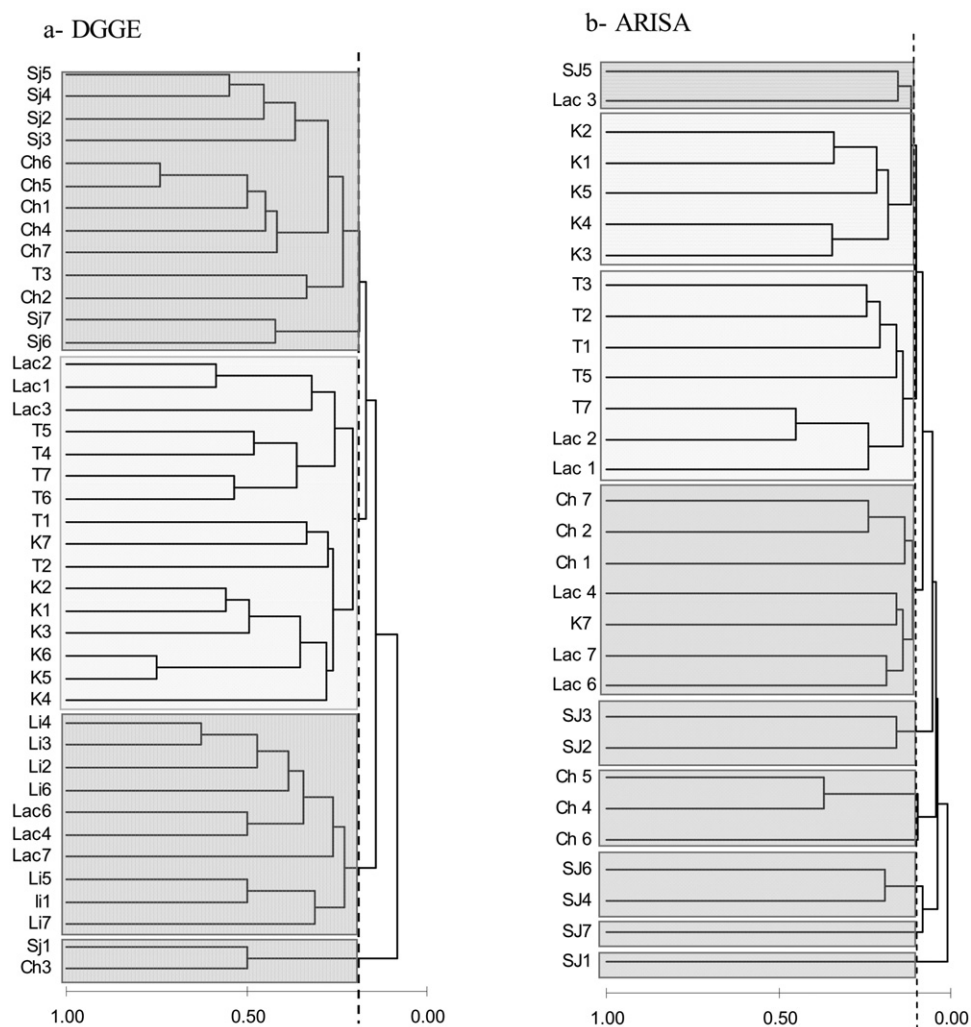 a- DGGE
Sj5
Sj4
Sj2
Sj3
Ch6
Ch5
Ch1
Ch4
Ch7
T3
Ch2
Sj7
Sj6
Lac2
Lac1
Lac3
T5
T4
T7
T6
T1
K7
T2
K2
K1
K3
K6
K5
K4
Li4
Li3
Li2
Li6
Lac6
Lac4
Lac7
Li5
li1
Li7
Sj1
Ch3
1.00 0.50 0.00
b- ARISA
SJ5
Lac 3
K2
K1
K5
K4
K3
T3
T2
T1
T5
T7
Lac 2
Lac 1
Ch 7
Ch 2
Ch 1
Lac 4
K7
Lac 7
Lac 6
SJ3
SJ2
Ch 5
Ch 4
Ch 6
SJ6
SJ4
SJ7
SJ1
1.00 0.50 0.00